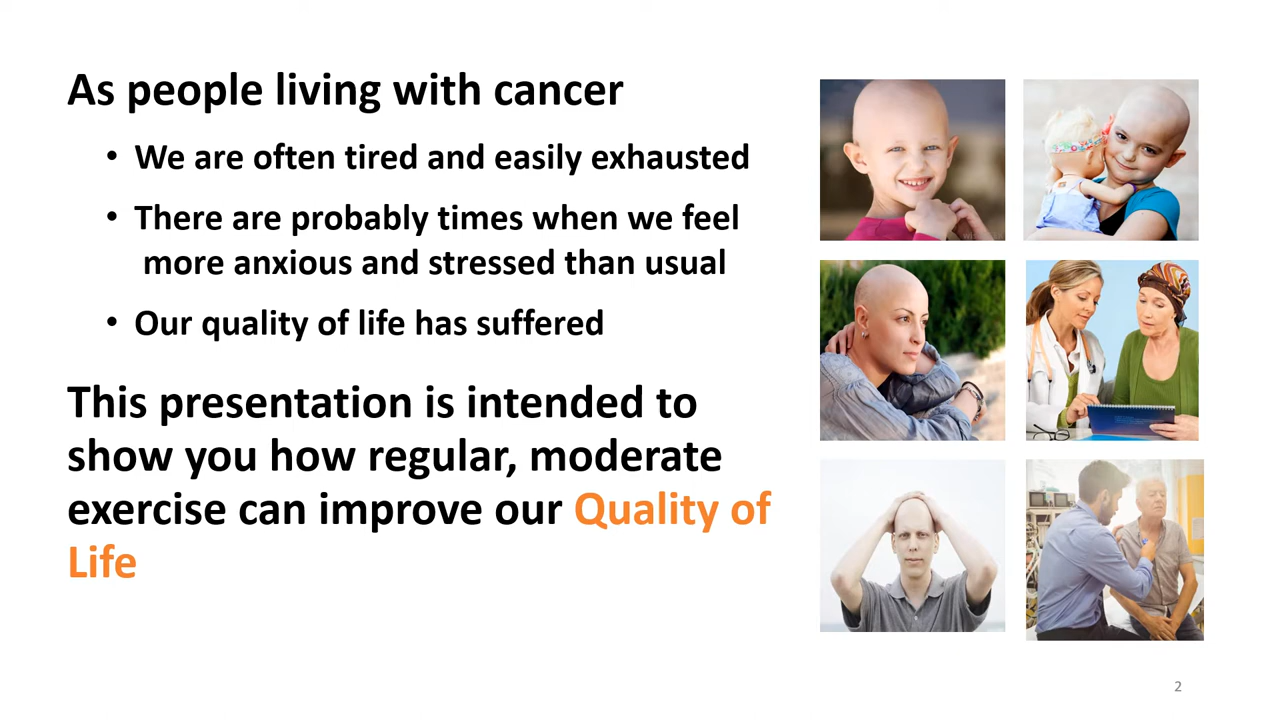 As people living with cancer
• We are often tired and easily exhausted
• There are probably times when we feel
more anxious and stressed than usual
• Our quality of life has suffered
This presentation is intended to
show you how regular, moderate
exercise can improve our Quality of
Life
2